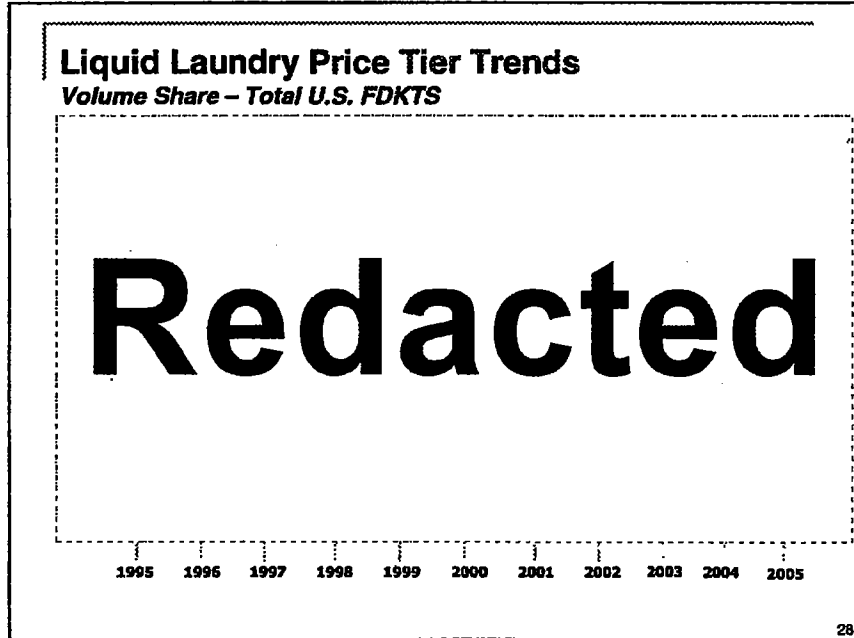 Liquid Laundry Price Tier Trends
Volume Share – Total U.S. FDKTS
Redacted
1995 1996 1997 1998 1999 2000 2001 2002 2003 2004 2005
28